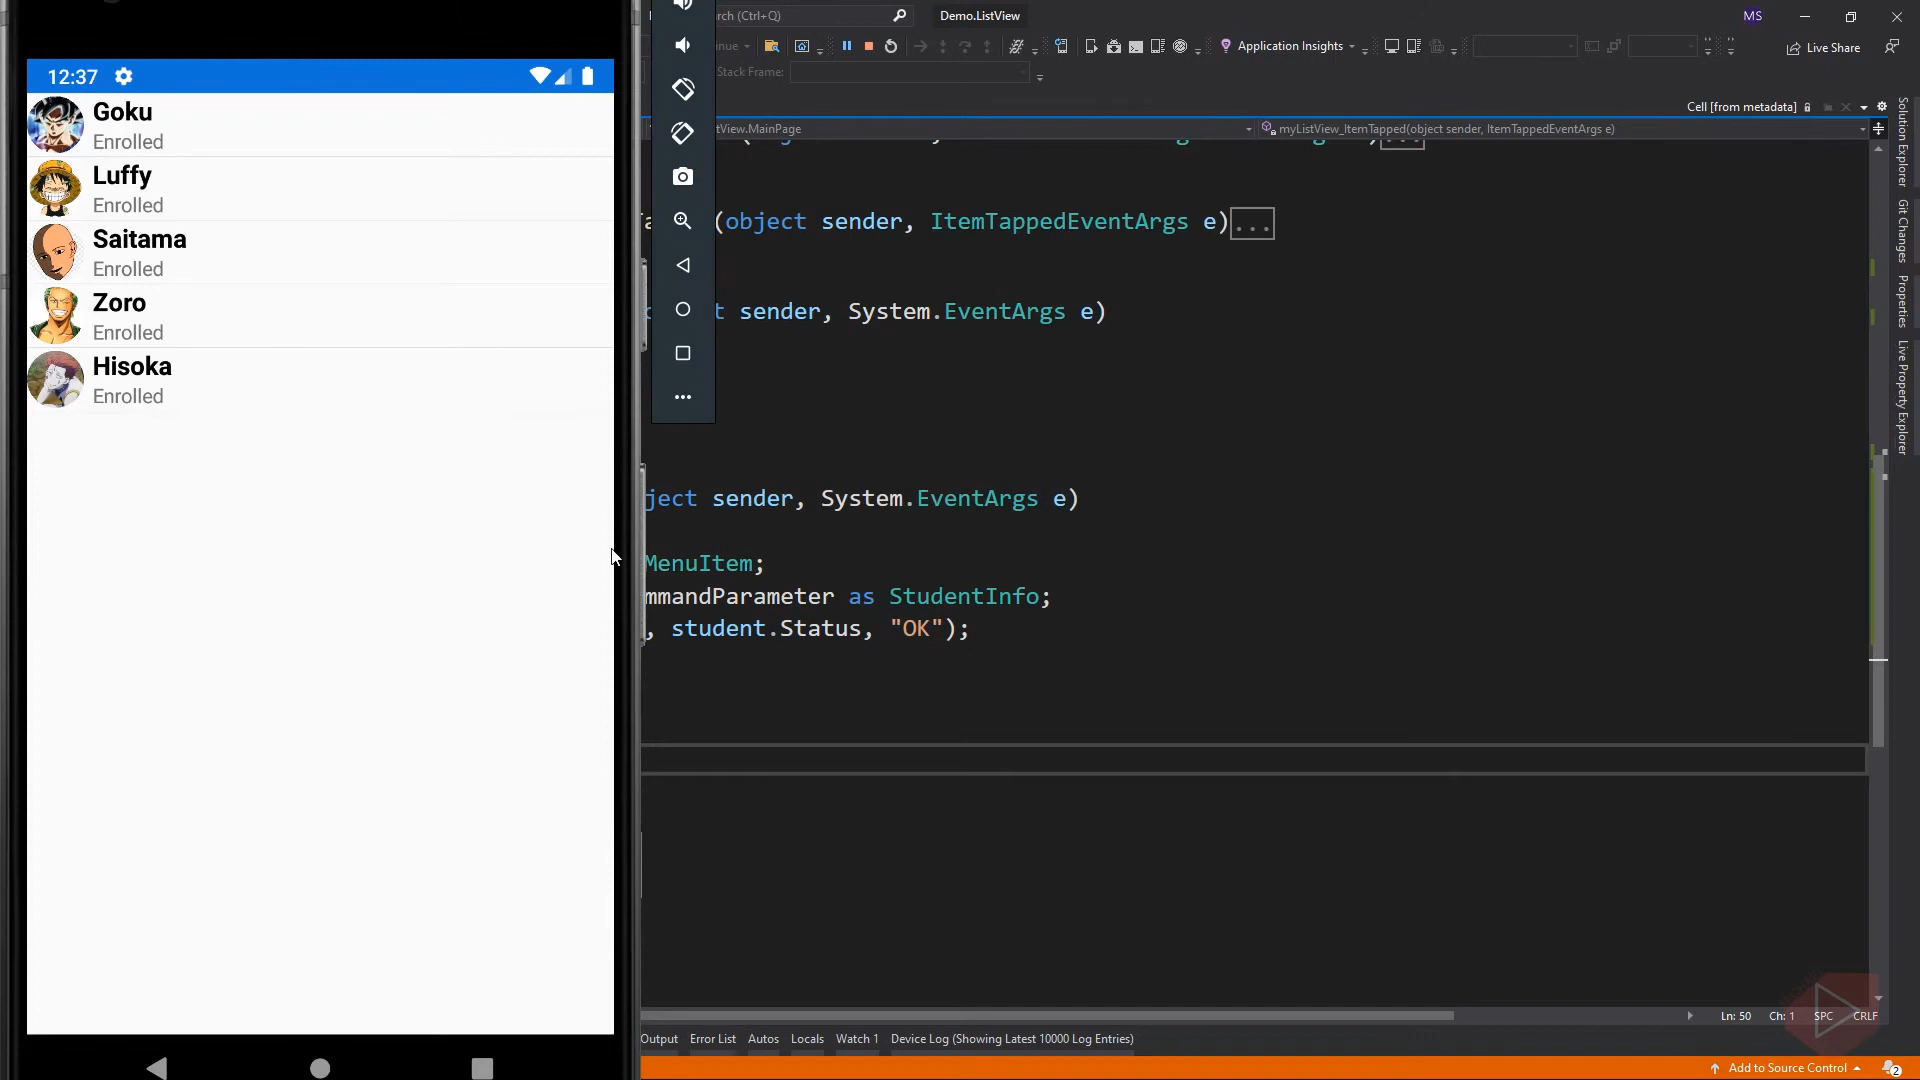 12:37
Goku
Enrolled
Luffy
Enrolled
Saitama
Enrolled
Zoro
Enrolled
Hisoka
Enrolled
(Ctrl+Q)
Demo.ListView
MS
Application Insights
Live Share
Stack Frame:
Cell [from metadata]
.MainPage
myListView_ItemTapped(object sender, ItemTappedEventArgs e)
(object sender, ItemTappedEventArgs e)...
sender, System.EventArgs e)
ject sender, System.EventArgs e)
MenuItem;
mmandParameter as StudentInfo;
, student.Status, "OK");
Solution Explorer
Git Changes
Properties
Live Property Explorer
Ln: 50
Ch: 1
SPC
CRLF
Output
Error List
Autos
Locals
Watch 1
Device Log (Showing Latest 10000 Log Entries)
Add to Source Control
2